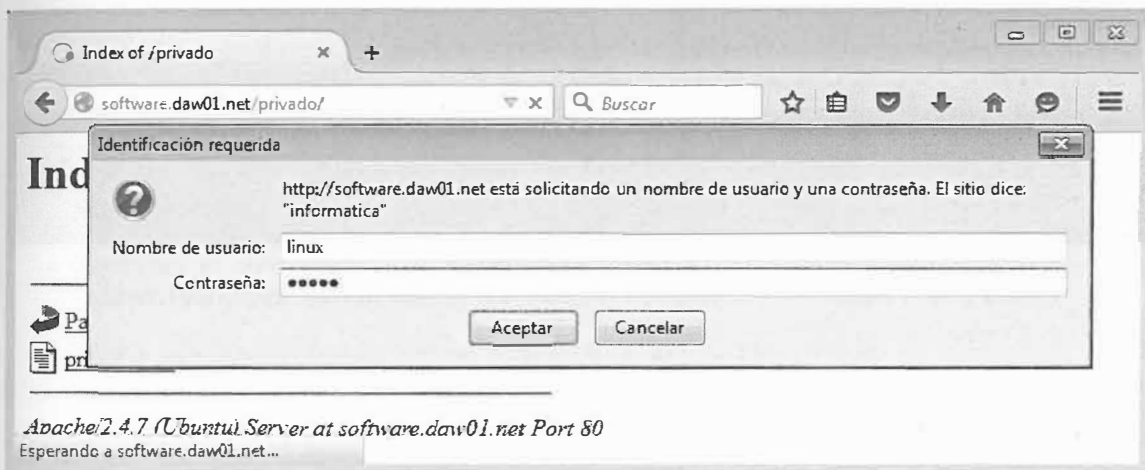 Index of /privado
software.daw01.net/privado/
Buscar
Identificación requerida
Ind
http://software.daw01.net está solicitando un nombre de usuario y una contraseña. El sitio dice:
"informatica"
Nombre de usuario: linux
Contraseña: •••••
Aceptar Cancelar
Pa
pri
Apache/2.4.7 (Ubuntu) Server at software.daw01.net Port 80
Esperando a software.daw01.net...